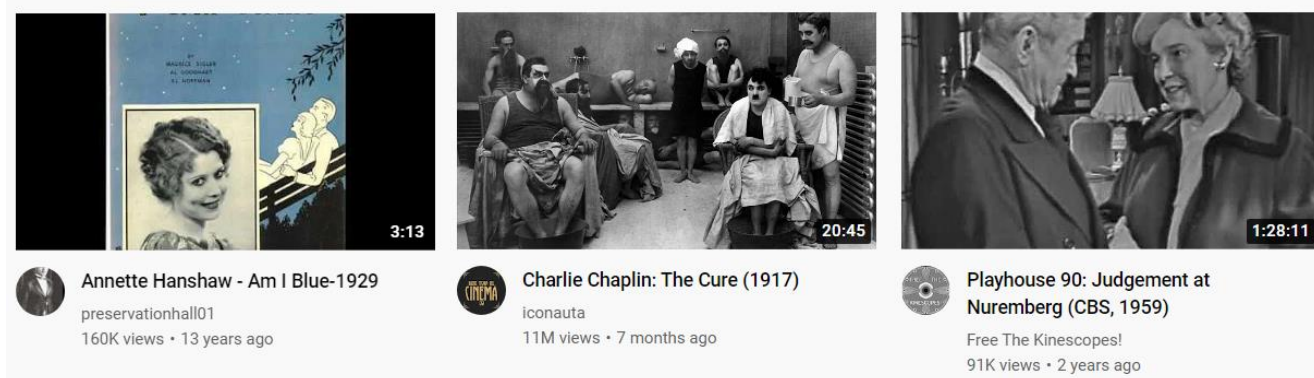 BY
MAURICE SIGLER
AL GOODHART
AL HOFFMAN
3:13
Annette Hanshaw - Am I Blue-1929
preservationhall01
160K views • 13 years ago
20:45
CINEMA
Charlie Chaplin: The Cure (1917)
iconauta
11M views • 7 months ago
1:28:11
KINESCOPES!
Playhouse 90: Judgement at
Nuremberg (CBS, 1959)
Free The Kinescopes!
91K views • 2 years ago